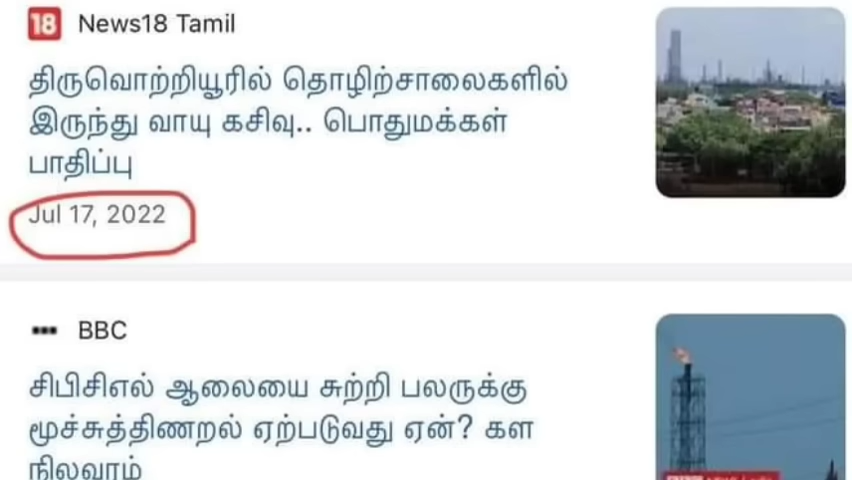 18 News18 Tamil
திருவொற்றியூரில் தொழிற்சாலைகளில்
இருந்து வாயு கசிவு.. பொதுமக்கள்
பாதிப்பு
Jul 17, 2022
BBC
சிபிசிஎல் ஆலையை சுற்றி பலருக்கு
மூச்சுத்திணறல் ஏற்படுவது ஏன்? கள
நிலவரம்